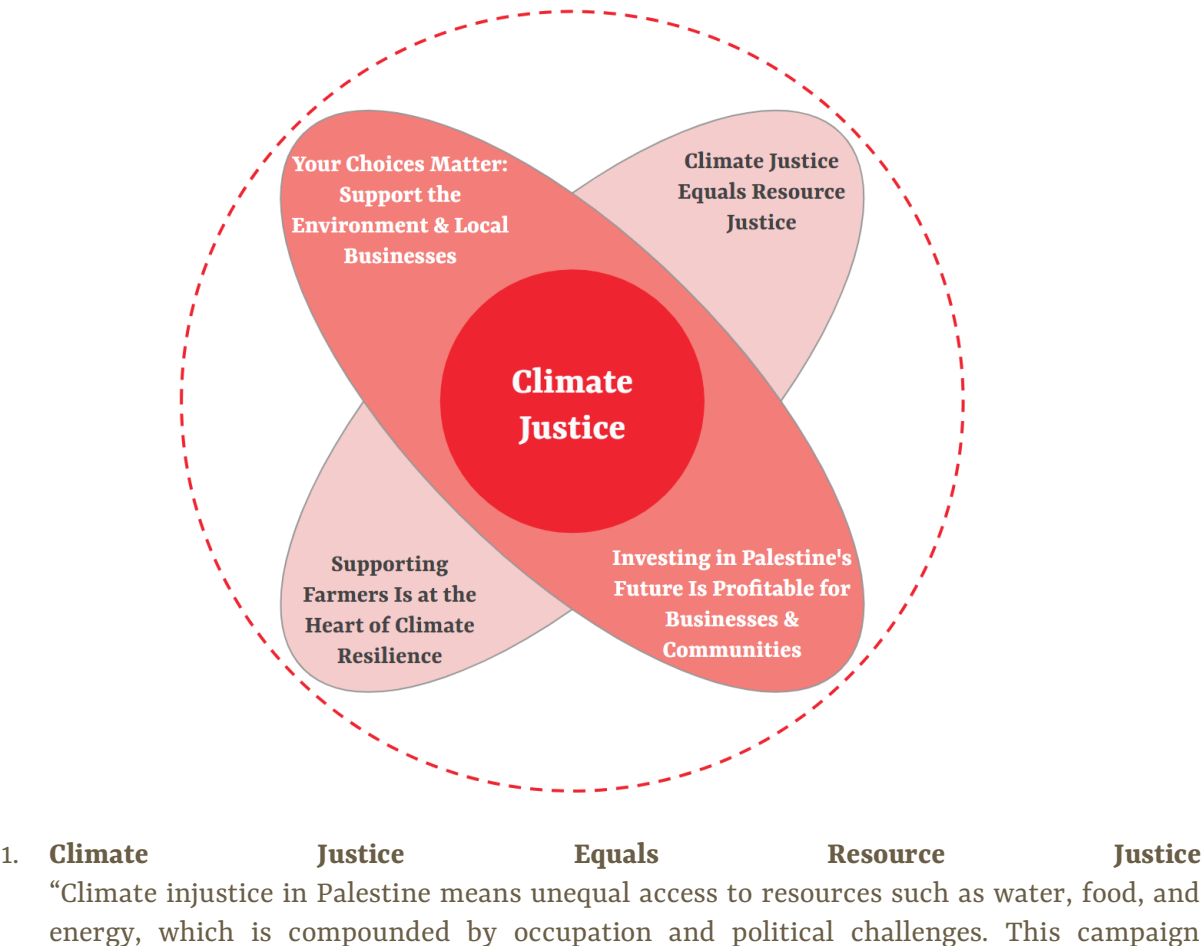 Your Choices Matter:
Support the
Environment & Local
Businesses
Climate Justice
Equals Resource
Justice
Climate
Justice
Supporting
Farmers Is at the
Heart of Climate
Resilience
Investing in Palestine's
Future Is Profitable for
Businesses &
Communities
1. Climate Justice Equals Resource Justice
“Climate injustice in Palestine means unequal access to resources such as water, food, and
energy, which is compounded by occupation and political challenges. This campaign